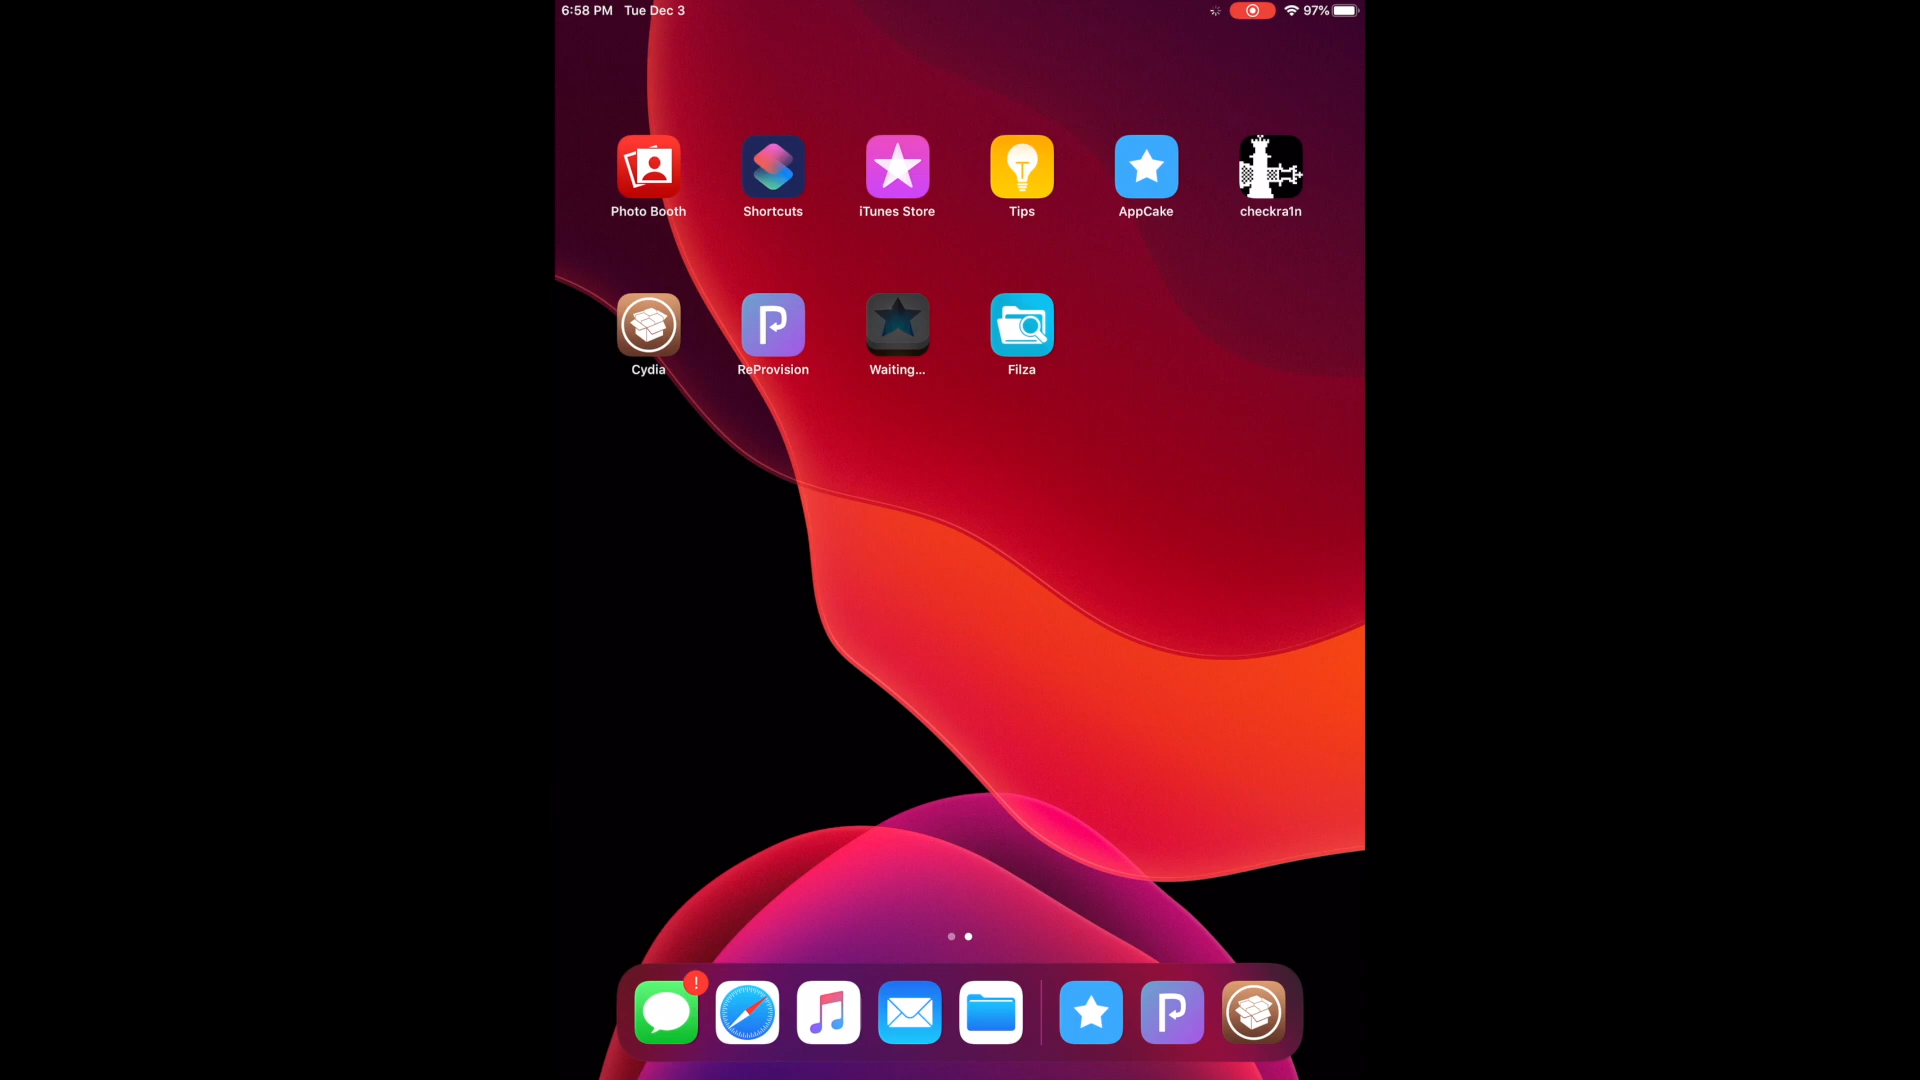 6:58 PM Tue Dec 3 97%
Photo Booth Shortcuts iTunes Store Tips AppCake checkra1n
Cydia ReProvision Waiting... Filza
!